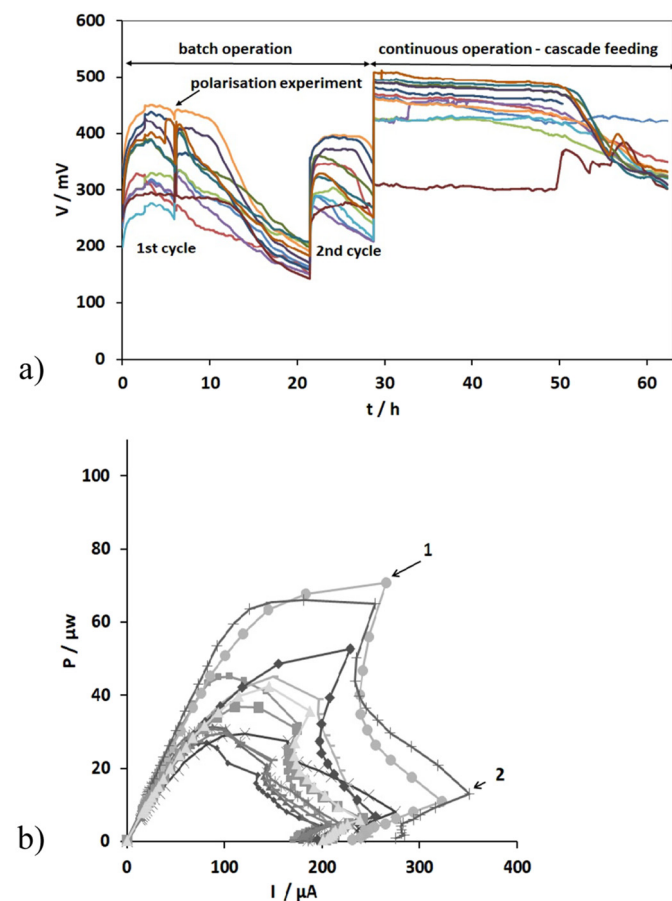 batch operation
continuous operation - cascade feeding
polarisation experiment
1st cycle
2nd cycle
600
500
400
300
200
100
0
V / mV
0
10
20
30
40
50
60
t / h
a)
100
80
60
40
20
0
P / µw
1
2
0
100
200
300
400
I / µA
b)